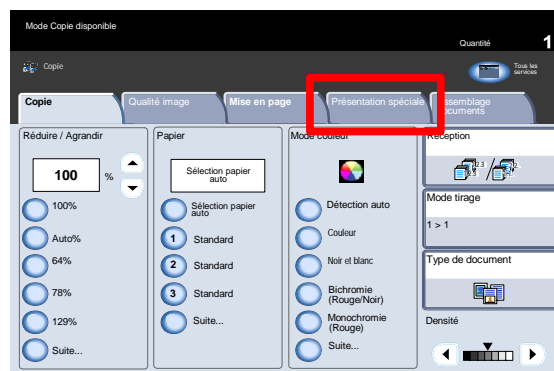 Mode Copie disponible
Quantité
1
Copie
Tous les
services
Copie
Qualité image
Mise en page
Présentation spéciale
Assemblage
documents
Réduire / Agrandir
100
%
100%
Auto%
64%
78%
129%
Suite...
Papier
Sélection papier
auto
Sélection papier
auto
1 Standard
2 Standard
3 Standard
Suite...
Mode couleur
Détection auto
Couleur
Noir et blanc
Bichromie
(Rouge/Noir)
Monochromie
(Rouge)
Suite...
Réception
Mode tirage
1 > 1
Type de document
Densité